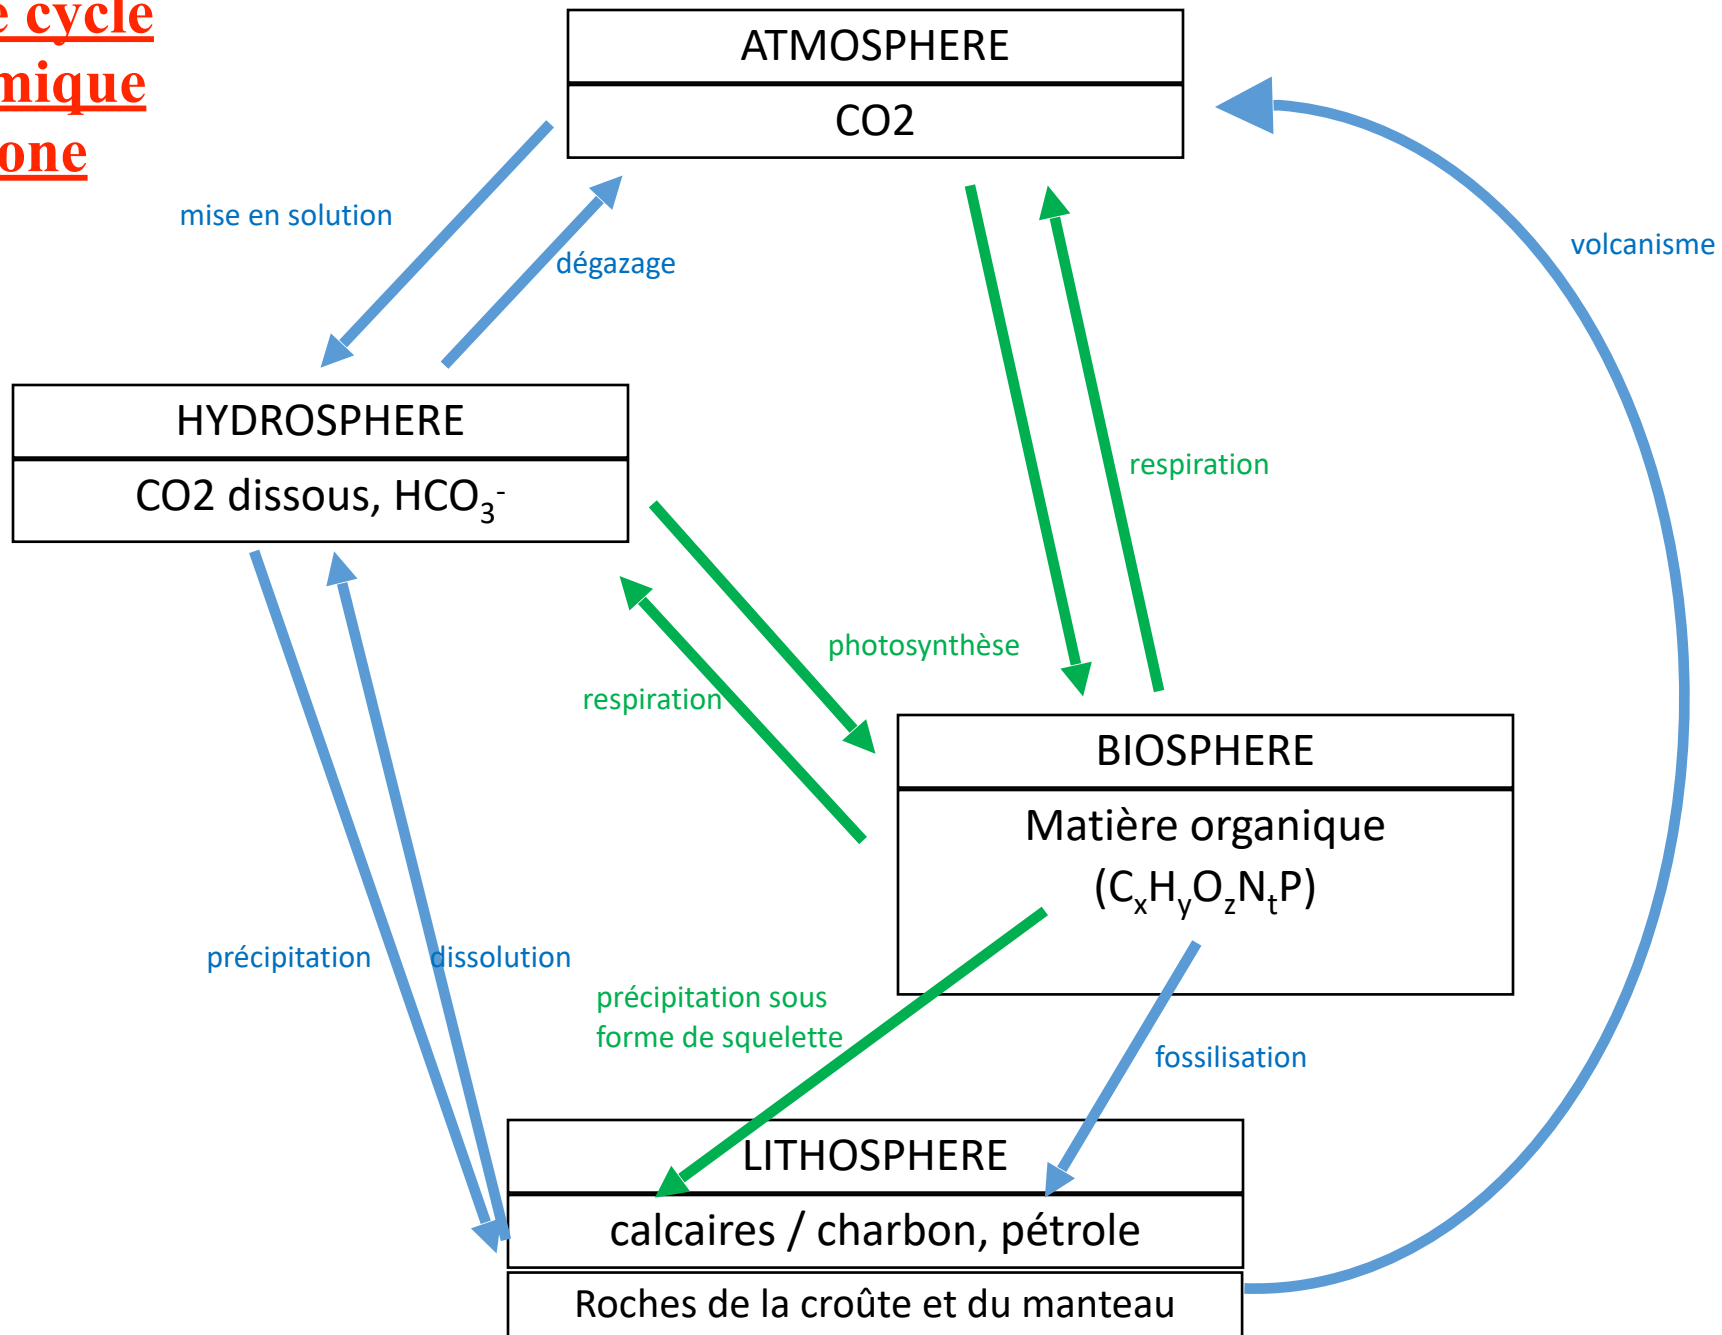 e cycle
mique
one
ATMOSPHERE
CO2
mise en solution
dégazage
volcanisme
HYDROSPHERE
CO2 dissous, HCO₃⁻
respiration
photosynthèse
respiration
BIOSPHERE
Matière organique
(CₓHᵧO₂NₜP)
précipitation
dissolution
précipitation sous
forme de squelette
fossilisation
LITHOSPHERE
calcaires / charbon, pétrole
Roches de la croûte et du manteau